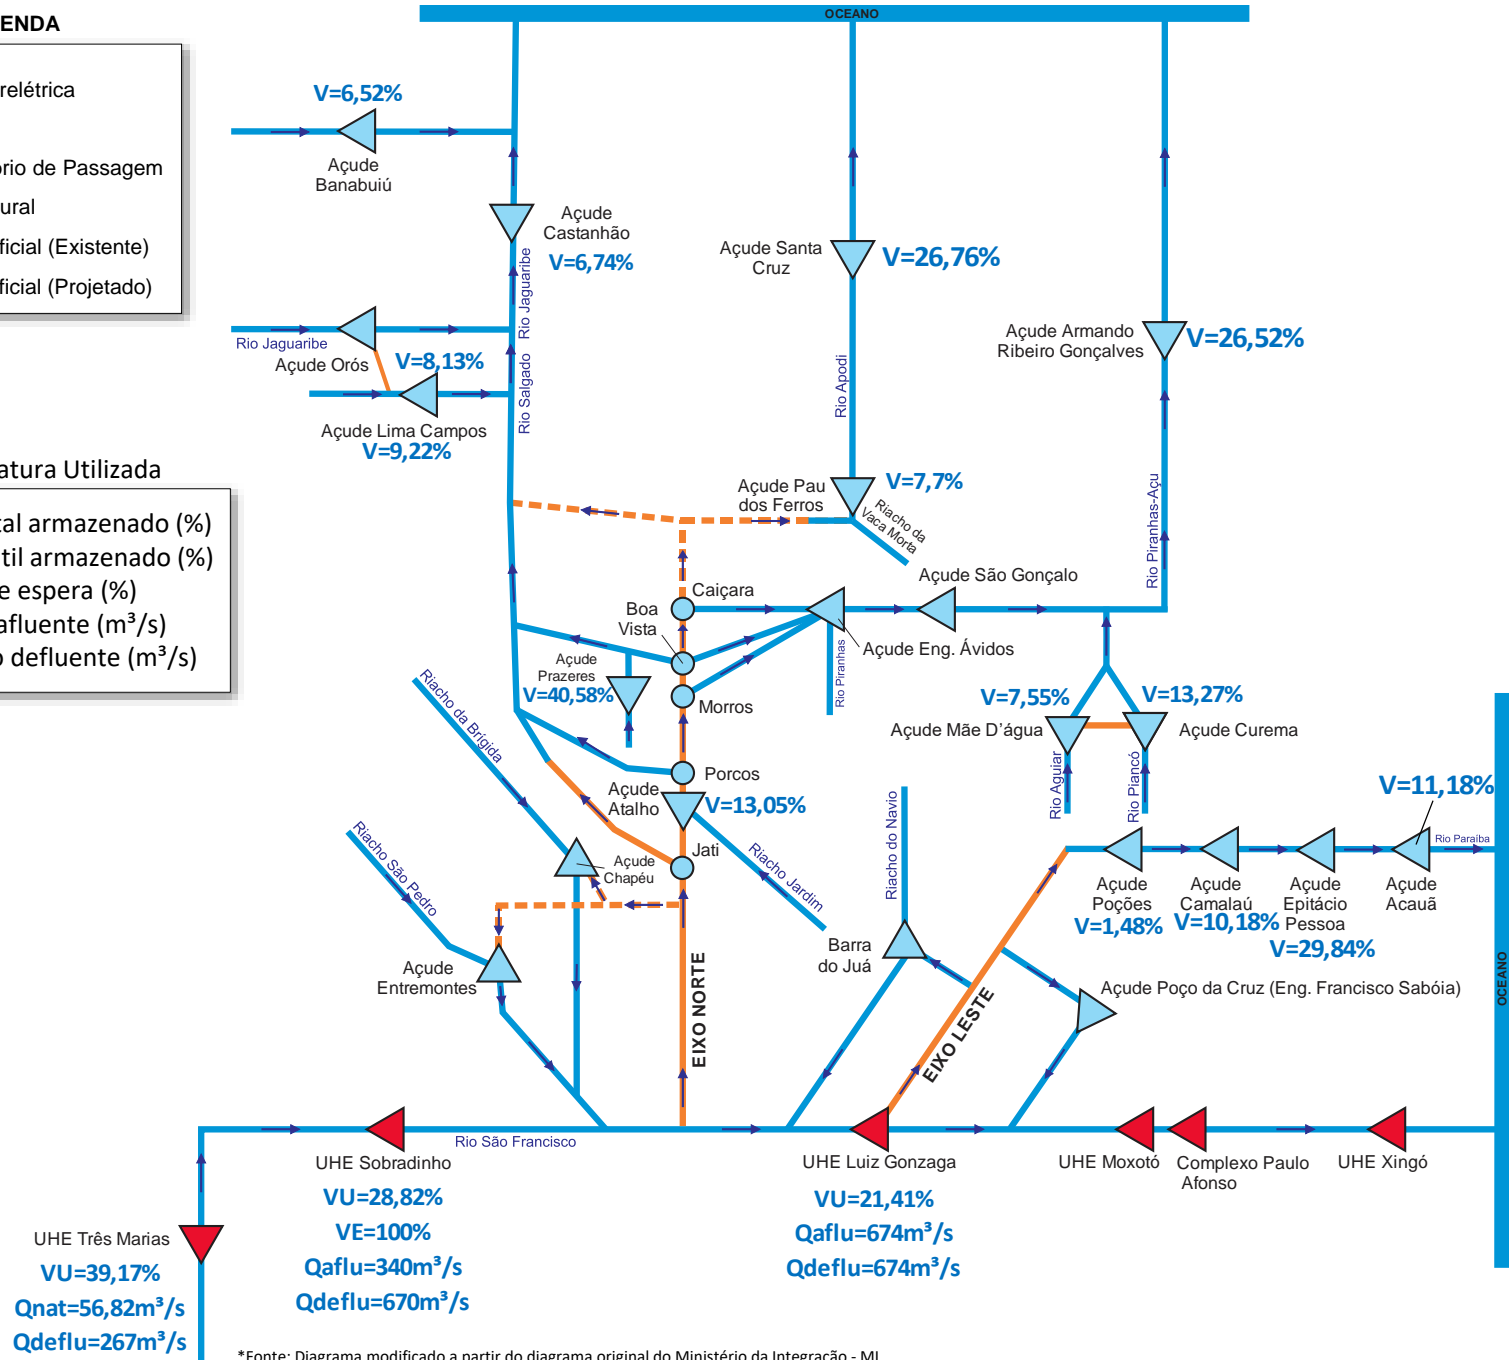 OCEANO
ENDA
relétrica
ório de Passagem
ural
ficial (Existente)
ficial (Projetado)
V=6,52%
Açude
Banabuiú
Açude
Castanhão
V=6,74%
Rio Jaguaribe
Açude Santa
Cruz
V=26,76%
Açude Armando
Ribeiro Gonçalves
V=26,52%
Rio Jaguaribe
Açude Orós
V=8,13%
Rio Salgado
Rio Apodi
Açude Lima Campos
V=9,22%
atura Utilizada
tal armazenado (%)
til armazenado (%)
e espera (%)
afluente (m³/s)
o defluente (m³/s)
Açude Pau
dos Ferros
V=7,7%
Riacho da
Vaca Morta
Rio Piranhas-Açu
Caiçara
Boa
Vista
Açude São Gonçalo
Açude Eng. Ávidos
Rio Piranhas
Açude
Prazeres
V=40,58%
Morros
Riacho da Brígida
V=7,55%
Açude Mãe D'água
V=13,27%
Açude Curema
Rio Aguiar
Rio Piancó
Porcos
Açude
Atalho
V=13,05%
Jati
Riacho Jardim
Riacho do Navio
V=11,18%
Rio Paraíba
Açude
Chapéu
Riacho São Pedro
Açude
Poções
V=1,48%
Açude
Camalaú
V=10,18%
Açude
Epitácio
Pessoa
V=29,84%
Açude
Acauã
Barra
do Juá
Açude
Entremontes
EIXO NORTE
EIXO LESTE
Açude Poço da Cruz (Eng. Francisco Sabóia)
OCEANO
Rio São Francisco
UHE Sobradinho
VU=28,82%
VE=100%
Qaflu=340m³/s
Qdeflu=670m³/s
UHE Luiz Gonzaga
VU=21,41%
Qaflu=674m³/s
Qdeflu=674m³/s
UHE Moxotó
Complexo Paulo
Afonso
UHE Xingó
UHE Três Marias
VU=39,17%
Qnat=56,82m³/s
Qdeflu=267m³/s
*Fonte: Diagrama modificado a partir do diagrama original do Ministério da Integração - MI